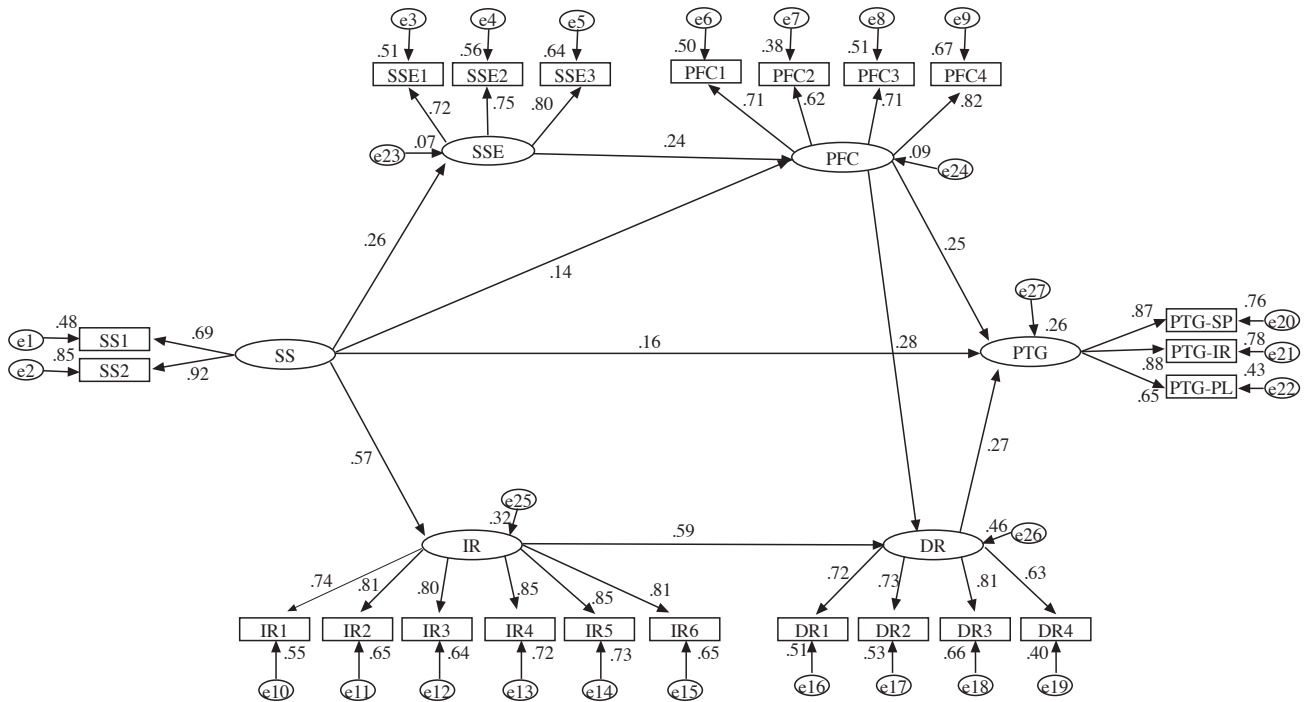 e3 e4 e5 e6 e7 e8 e9
.51 .56 .64 .50 .38 .51 .67
SSE1 SSE2 SSE3 PFC1 PFC2 PFC3 PFC4
.72 .75 .80 .71 .62 .71 .82
e23 .07 SSE .24 PFC .09 e24
.26 .14 .25
e27
.26
e1 .48 SS1 .69
e2 .85 SS2 .92
SS .16 .28 PTG
.87 PTG-SP .76 e20
.88 PTG-IR .78 e21
.65 PTG-PL .43 e22
.57 .27
e25 .32 IR .59 DR .46 e26
.74 .81 .80 .85 .85 .81 .72 .73 .81 .63
IR1 IR2 IR3 IR4 IR5 IR6 DR1 DR2 DR3 DR4
.55 .65 .64 .72 .73 .65 .51 .53 .66 .40
e10 e11 e12 e13 e14 e15 e16 e17 e18 e19